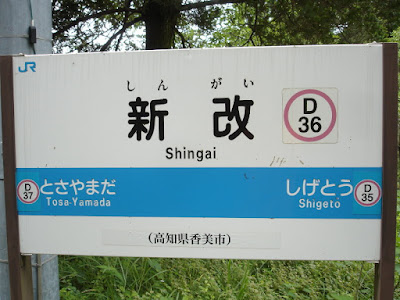 JR
しん がい
新 改
Shingai
D
36
D
37
とさやまだ
Tosa-Yamada
しげとう
Shigetō
D
35
(高知県香美市)